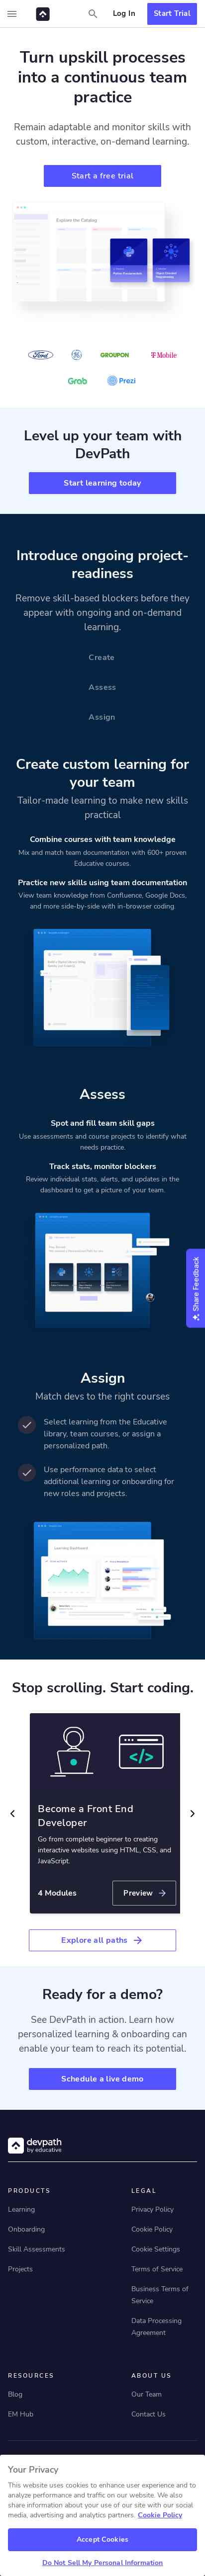 Log In
Start Trial
Turn upskill processes
into a continuous team
practice
Remain adaptable and monitor skills with
custom, interactive, on-demand learning.
Start a free trial
Explore the Catalog
Ford
GROUPON
T Mobile
Grab
Prezi
Level up your team with
DevPath
Start learning today
Introduce ongoing project-
readiness
Remove skill-based blockers before they
appear with ongoing and on-demand
learning.
Create
Assess
Assign
Create custom learning for
your team
Tailor-made learning to make new skills
practical
Combine courses with team knowledge
Mix and match team documentation with 600+ proven
Educative courses.
Practice new skills using team documentation
View team knowledge from Confluence, Google Docs,
and more side-by-side with in-browser coding.
Assess
Spot and fill team skill gaps
Use assessments and course projects to identify what
needs practice.
Track stats, monitor blockers
Review individual stats, alerts, and updates in the
dashboard to get a picture of your team.
Share Feedback
Assign
Match devs to the right courses
Select learning from the Educative
library, team courses, or assign a
personalized path.
Use performance data to select
additional learning or onboarding for
new roles and projects.
Learning Dashboard
Stop scrolling. Start coding.
Become a Front End
Developer
Go from complete beginner to creating
interactive websites using HTML, CSS, and
JavaScript.
4 Modules
Preview
Explore all paths
Ready for a demo?
See DevPath in action. Learn how
personalized learning & onboarding can
enable your team to reach its potential.
Schedule a live demo
devpath
by educative
PRODUCTS
Learning
Onboarding
Skill Assessments
Projects
LEGAL
Privacy Policy
Cookie Policy
Cookie Settings
Terms of Service
Business Terms of
Service
Data Processing
Agreement
RESOURCES
Blog
EM Hub
ABOUT US
Our Team
Contact Us
Your Privacy
This website uses cookies to enhance user experience and to
analyze performance and traffic on our website. We also
share information about your use of our site with our social
media, advertising and analytics partners. Cookie Policy
Accept Cookies
Do Not Sell My Personal Information